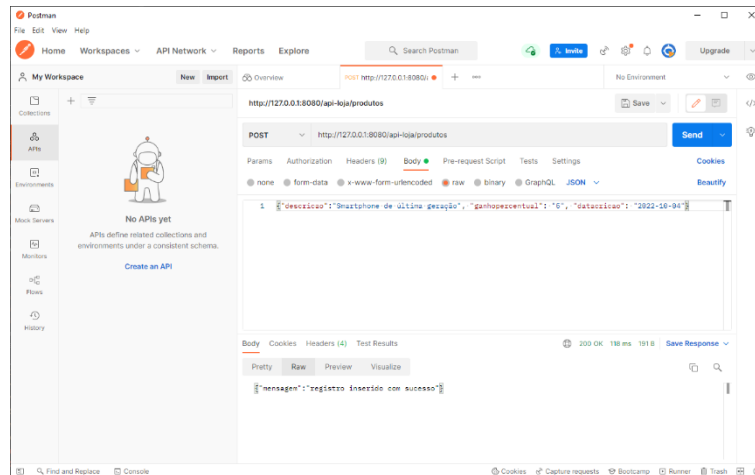 Postman
File Edit View Help
Home Workspaces API Network Reports Explore Search Postman Invite Upgrade
My Workspace New Import Overview POST http://127.0.0.1:8080/ No Environment
http://127.0.0.1:8080/api-loja/produtos Save
Collections
APIs
Environments
Mock Servers
Monitors
Flows
History
No APIs yet
APIs define related collections and
environments under a consistent schema.
Create an API
POST http://127.0.0.1:8080/api-loja/produtos Send
Params Authorization Headers (9) Body Pre-request Script Tests Settings Cookies
none form-data x-www-form-urlencoded raw binary GraphQL JSON Beautify
1 {"descricao":"Smartphone de última geração", "ganhopercentual": "6", "datacricao": "2022-10-04"}
Body Cookies Headers (4) Test Results 200 OK 118 ms 191 B Save Response
Pretty Raw Preview Visualize
{"mensagem":"registro inserido com sucesso"}
Find and Replace Console Cookies Capture requests Bootcamp Runner Trash